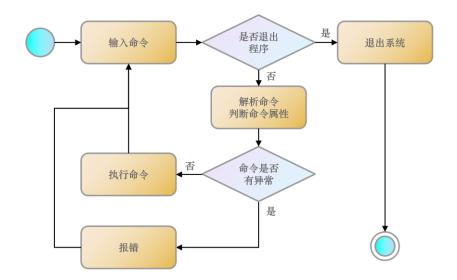 输入命令
是否退出
程序
是
退出系统
否
解析命令
判断命令属性
执行命令
否
命令是否
有异常
是
报错